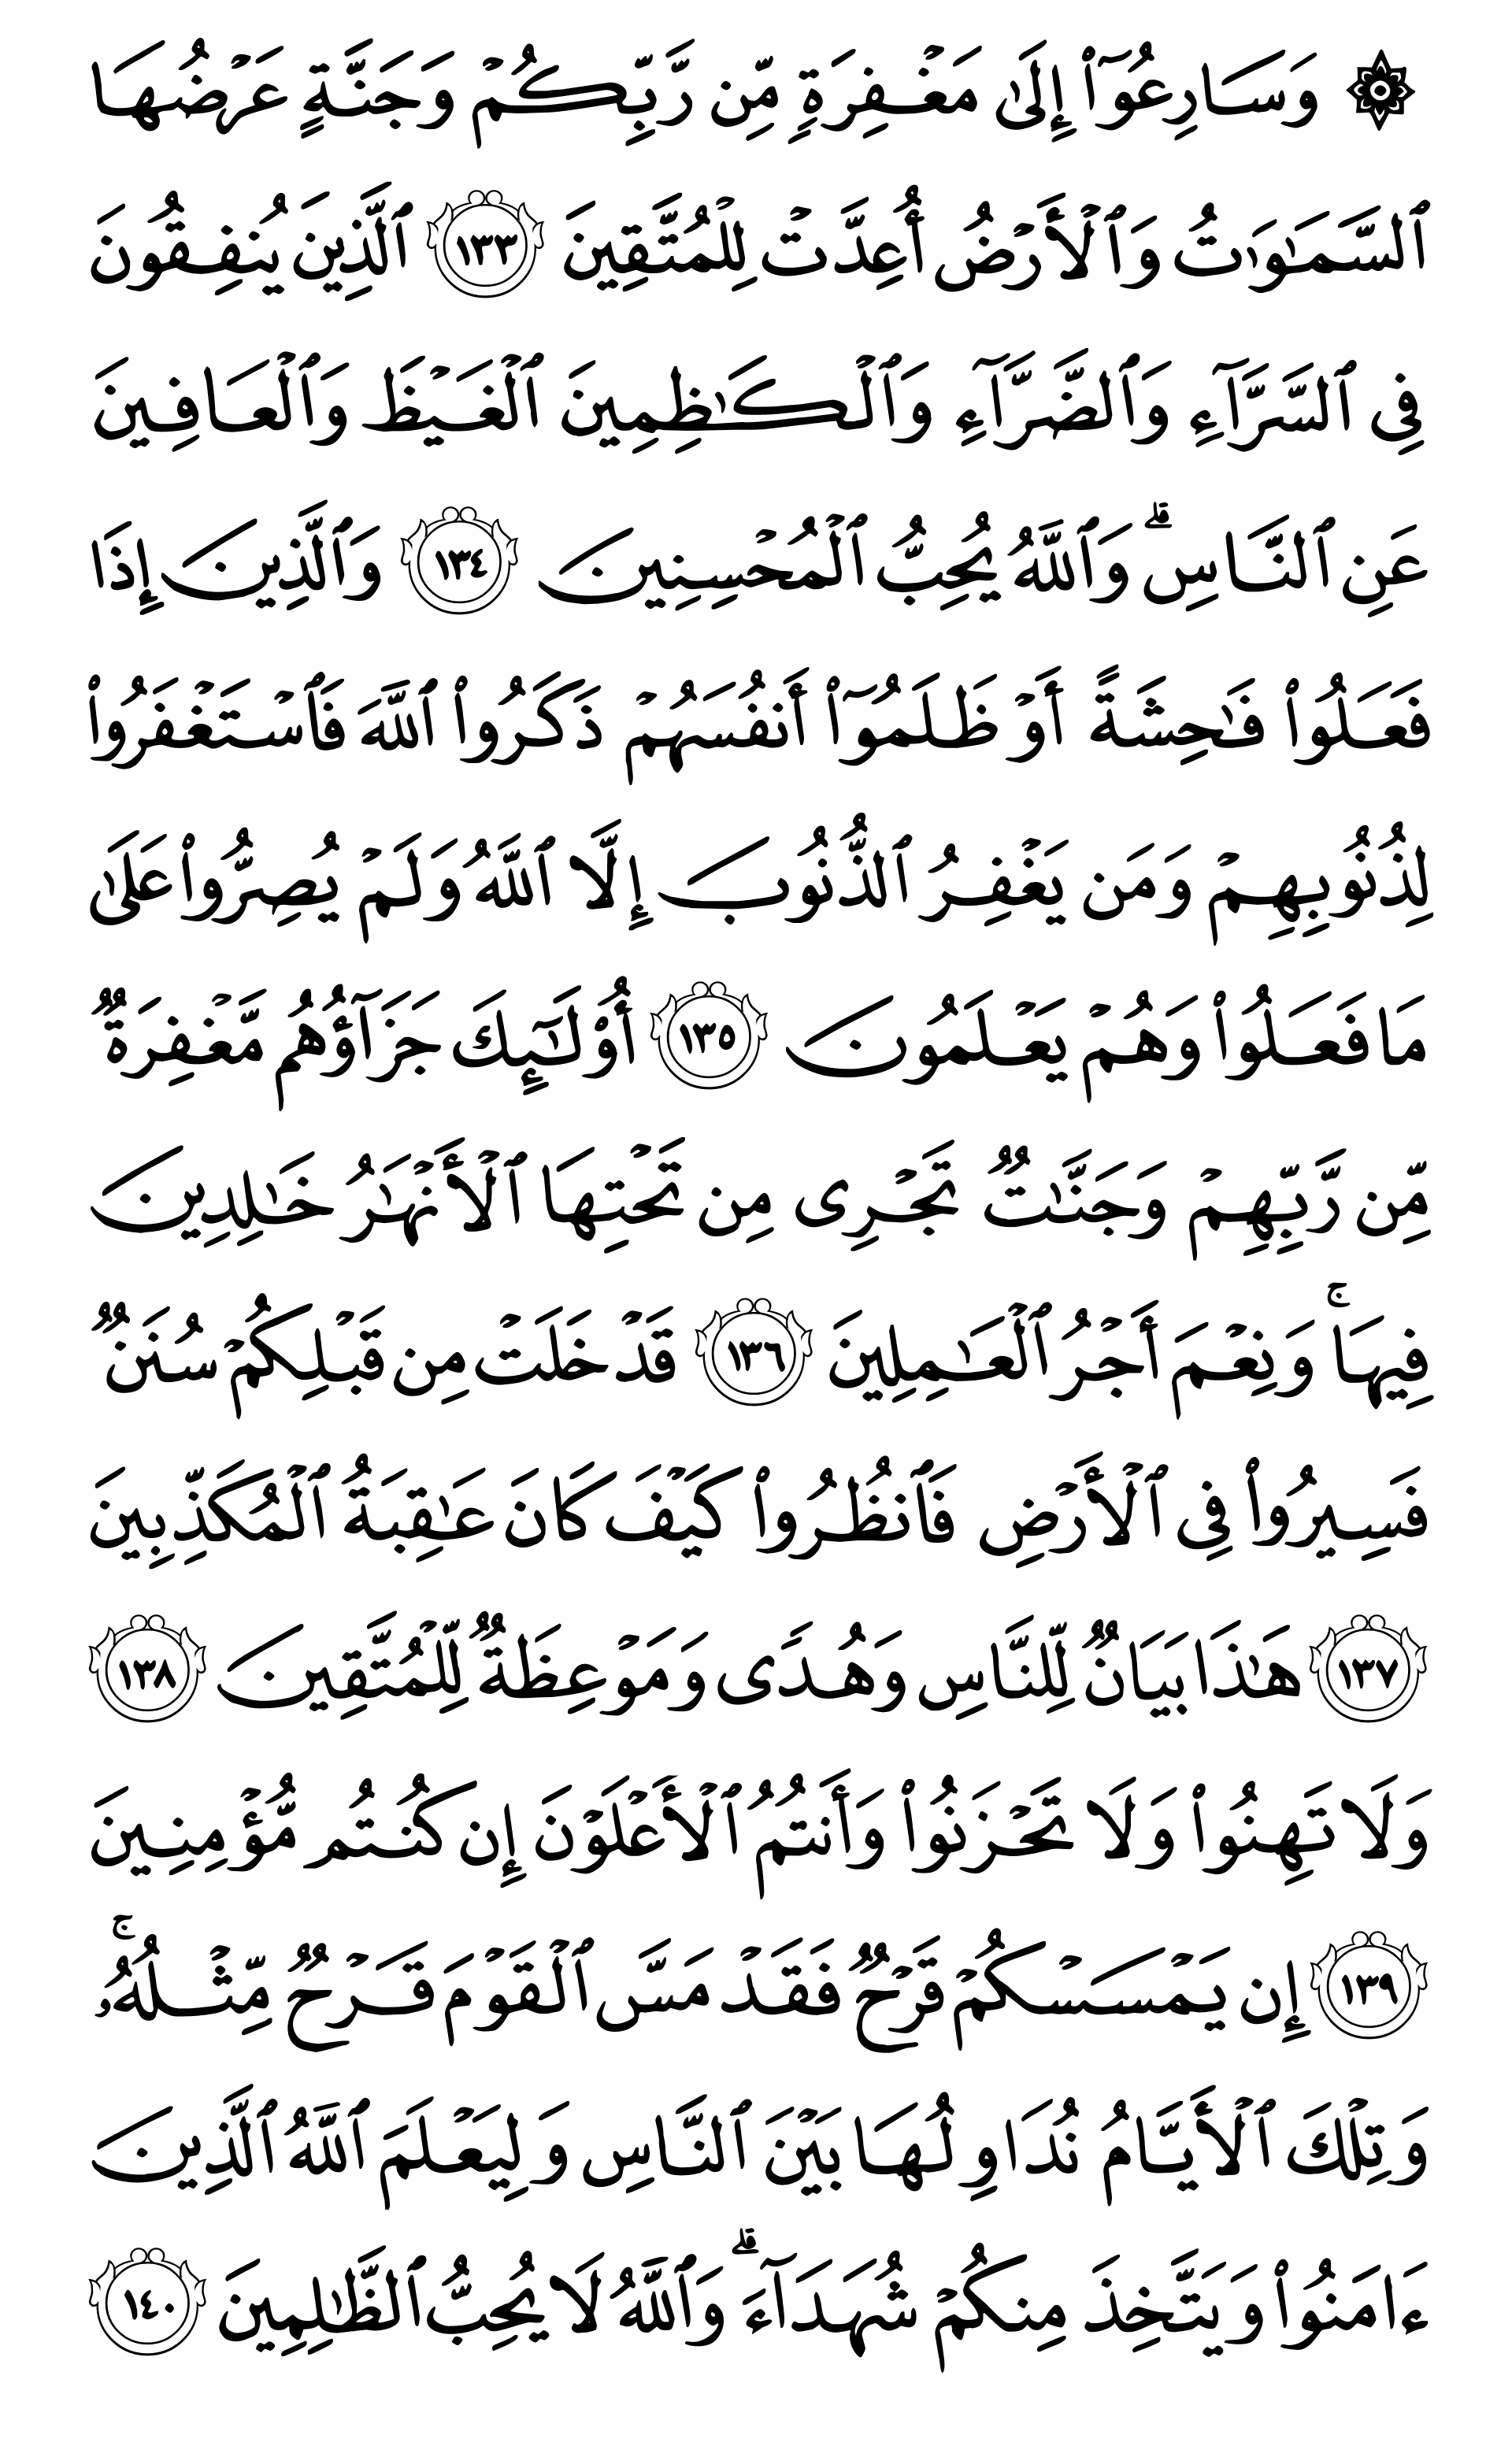 ۞ وَسَارِعُوٓا۟ إِلَىٰ مَغْفِرَةٍ مِّن رَّبِّكُمْ وَجَنَّةٍ عَرْضُهَا
ٱلسَّمَـٰوَٰتُ وَٱلْأَرْضُ أُعِدَّتْ لِلْمُتَّقِينَ ١٣٣ ٱلَّذِينَ يُنفِقُونَ
فِى ٱلسَّرَّآءِ وَٱلضَّرَّآءِ وَٱلْكَـٰظِمِينَ ٱلْغَيْظَ وَٱلْعَافِينَ
عَنِ ٱلنَّاسِ ۗ وَٱللَّهُ يُحِبُّ ٱلْمُحْسِنِينَ ١٣٤ وَٱلَّذِينَ إِذَا
فَعَلُوا۟ فَـٰحِشَةً أَوْ ظَلَمُوٓا۟ أَنفُسَهُمْ ذَكَرُوا۟ ٱللَّهَ فَٱسْتَغْفَرُوا۟
لِذُنُوبِهِمْ وَمَن يَغْفِرُ ٱلذُّنُوبَ إِلَّا ٱللَّهُ وَلَمْ يُصِرُّوا۟ عَلَىٰ
مَا فَعَلُوا۟ وَهُمْ يَعْلَمُونَ ١٣٥ أُو۟لَـٰٓئِكَ جَزَآؤُهُم مَّغْفِرَةٌ
مِّن رَّبِّهِمْ وَجَنَّـٰتٌ تَجْرِى مِن تَحْتِهَا ٱلْأَنْهَـٰرُ خَـٰلِدِينَ
فِيهَا ۚ وَنِعْمَ أَجْرُ ٱلْعَـٰمِلِينَ ١٣٦ قَدْ خَلَتْ مِن قَبْلِكُمْ سُنَنٌ
فَسِيرُوا۟ فِى ٱلْأَرْضِ فَٱنظُرُوا۟ كَيْفَ كَانَ عَـٰقِبَةُ ٱلْمُكَذِّبِينَ
١٣٧ هَـٰذَا بَيَانٌ لِّلنَّاسِ وَهُدًى وَمَوْعِظَةٌ لِّلْمُتَّقِينَ ١٣٨
وَلَا تَهِنُوا۟ وَلَا تَحْزَنُوا۟ وَأَنتُمُ ٱلْأَعْلَوْنَ إِن كُنتُم مُّؤْمِنِينَ
١٣٩ إِن يَمْسَسْكُمْ قَرْحٌ فَقَدْ مَسَّ ٱلْقَوْمَ قَرْحٌ مِّثْلُهُۥ ۚ
وَتِلْكَ ٱلْأَيَّامُ نُدَاوِلُهَا بَيْنَ ٱلنَّاسِ وَلِيَعْلَمَ ٱللَّهُ ٱلَّذِينَ
ءَامَنُوا۟ وَيَتَّخِذَ مِنكُمْ شُهَدَآءَ ۗ وَٱللَّهُ لَا يُحِبُّ ٱلظَّـٰلِمِينَ ١٤٠